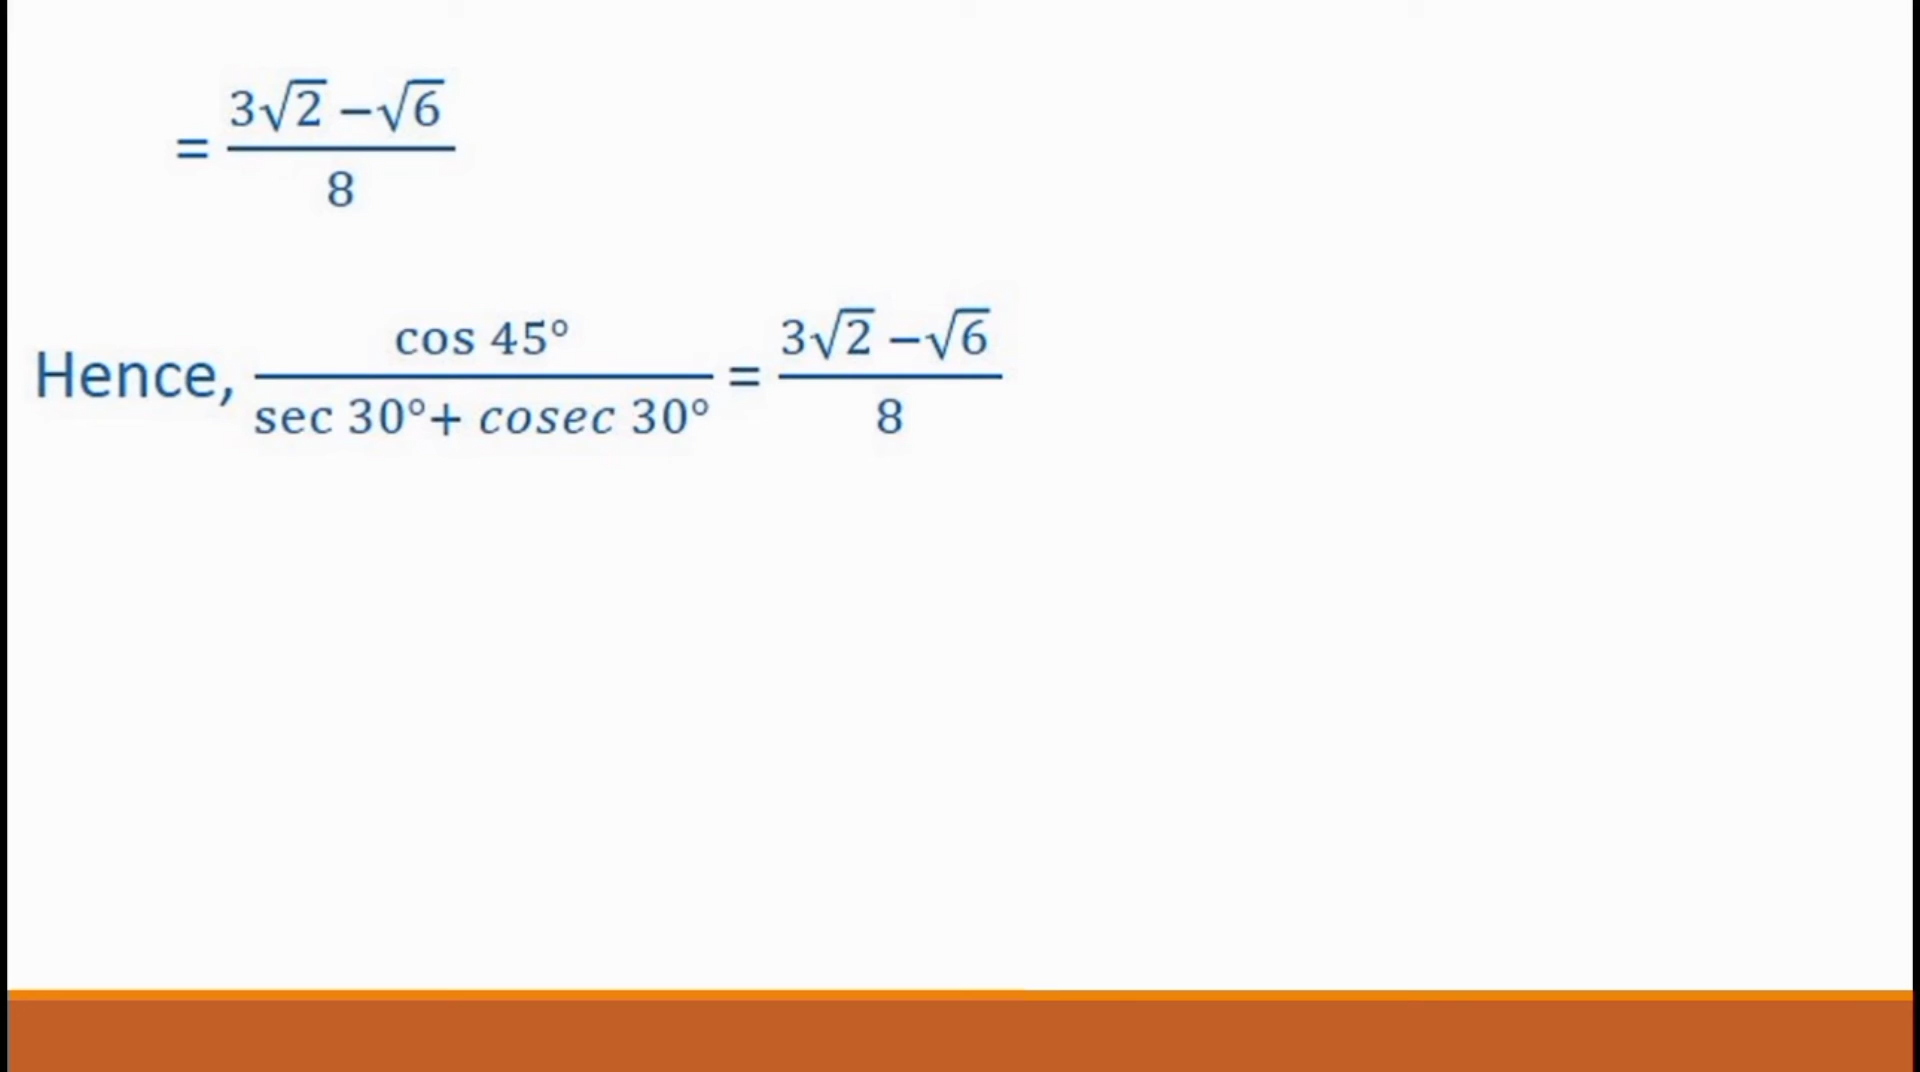 = (3√2 −√6)/8
Hence, (cos 45°)/(sec 30°+ cosec 30°) = (3√2 −√6)/8